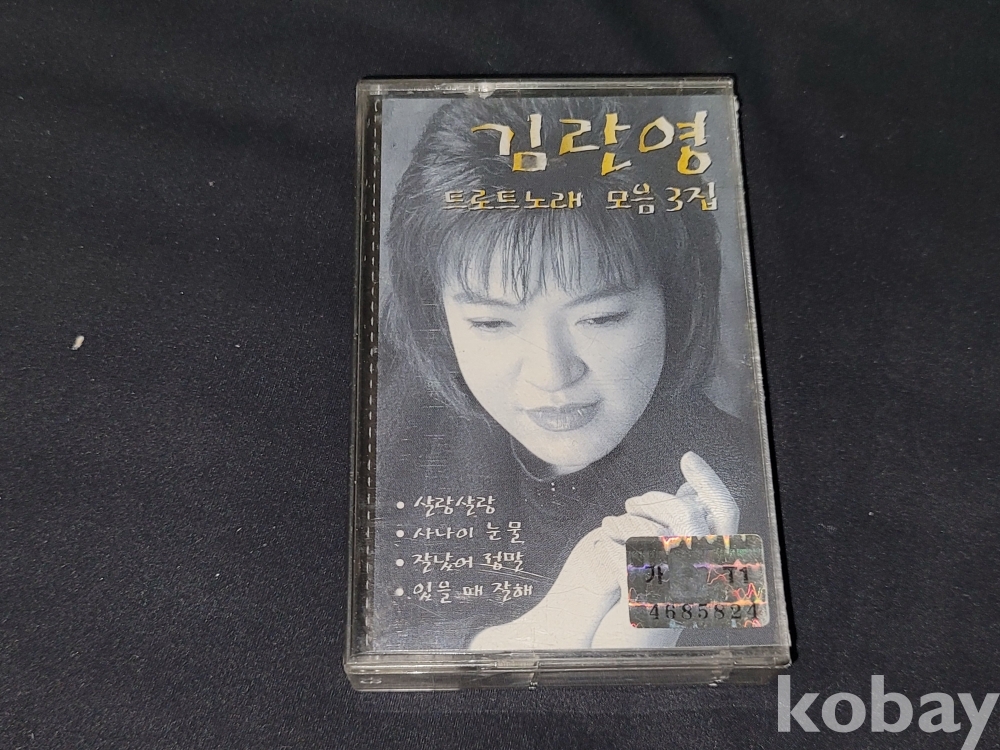 김란영
트로트노래 모음 3집
• 살랑살랑
• 사나이 눈물
• 잘났어 정말
• 있을 때 잘해
가 T1
4685824
kobay